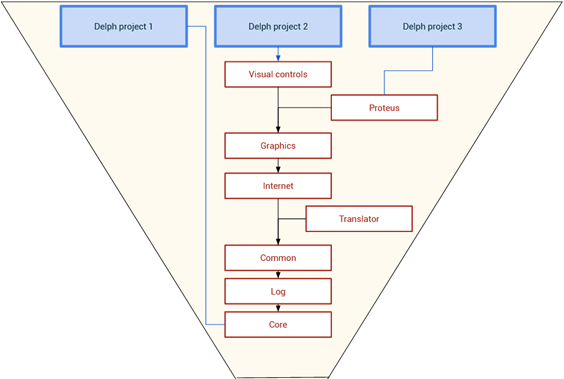 Delph project 1
Delph project 2
Delph project 3
Visual controls
Proteus
Graphics
Internet
Translator
Common
Log
Core